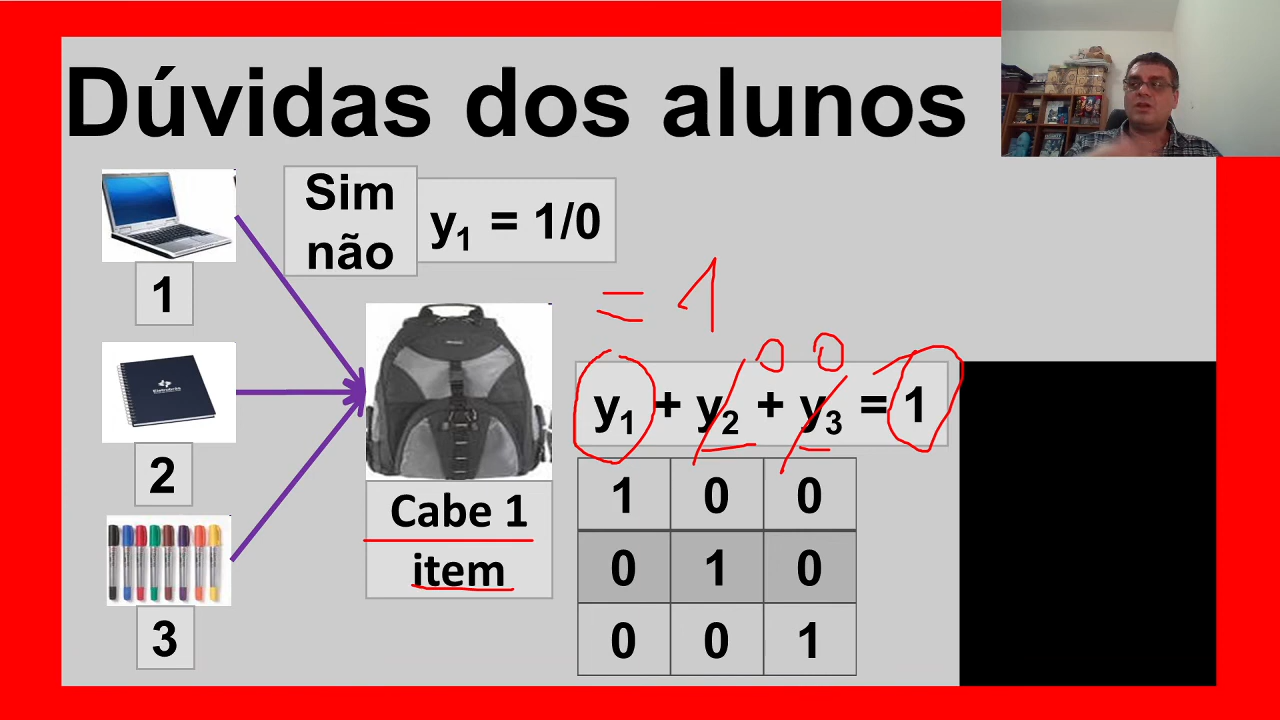 Dúvidas dos alunos
Sim
não
y₁ = 1/0
1
= 1
0 0
y₁ + y₂ + y₃ = 1
2
Cabe 1
item
1 0 0
0 1 0
0 0 1
3